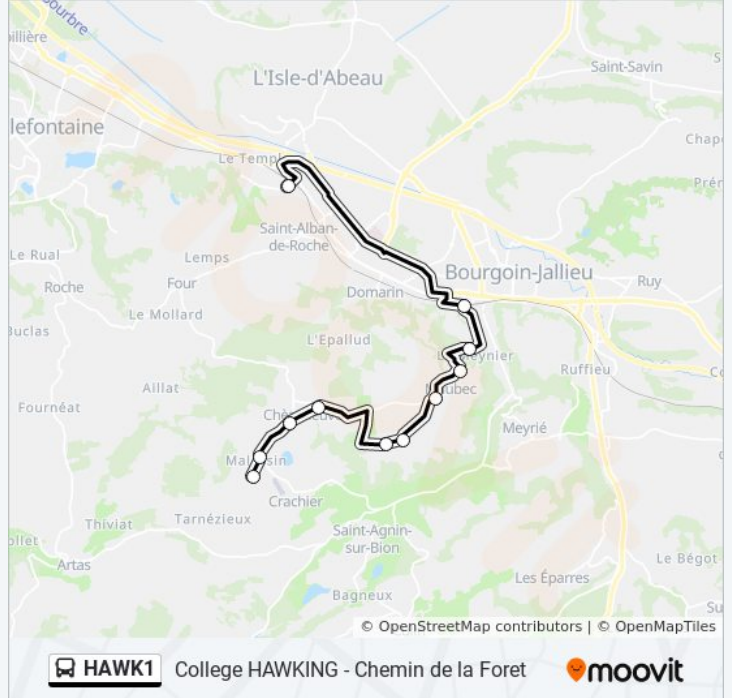 Bourbre
L'Isle-d'Abeau
Saint-Savin
Le Templ
Saint-Alban-
de-Roche
Le Rual
Lemps
Four
Roche
Bourgoin-Jallieu
Ruy
Domarin
Le Mollard
L'Epallud
Ruffieu
Aillat
Fournéat
Meyrié
Crachier
Thiviat
Tarnézieux
Saint-Agnin-
sur-Bion
Artas
Les Éparres
Le Bégot
Bagneux
© OpenStreetMap contributors | © OpenMapTiles
HAWK1
College HAWKING - Chemin de la Foret
moovit